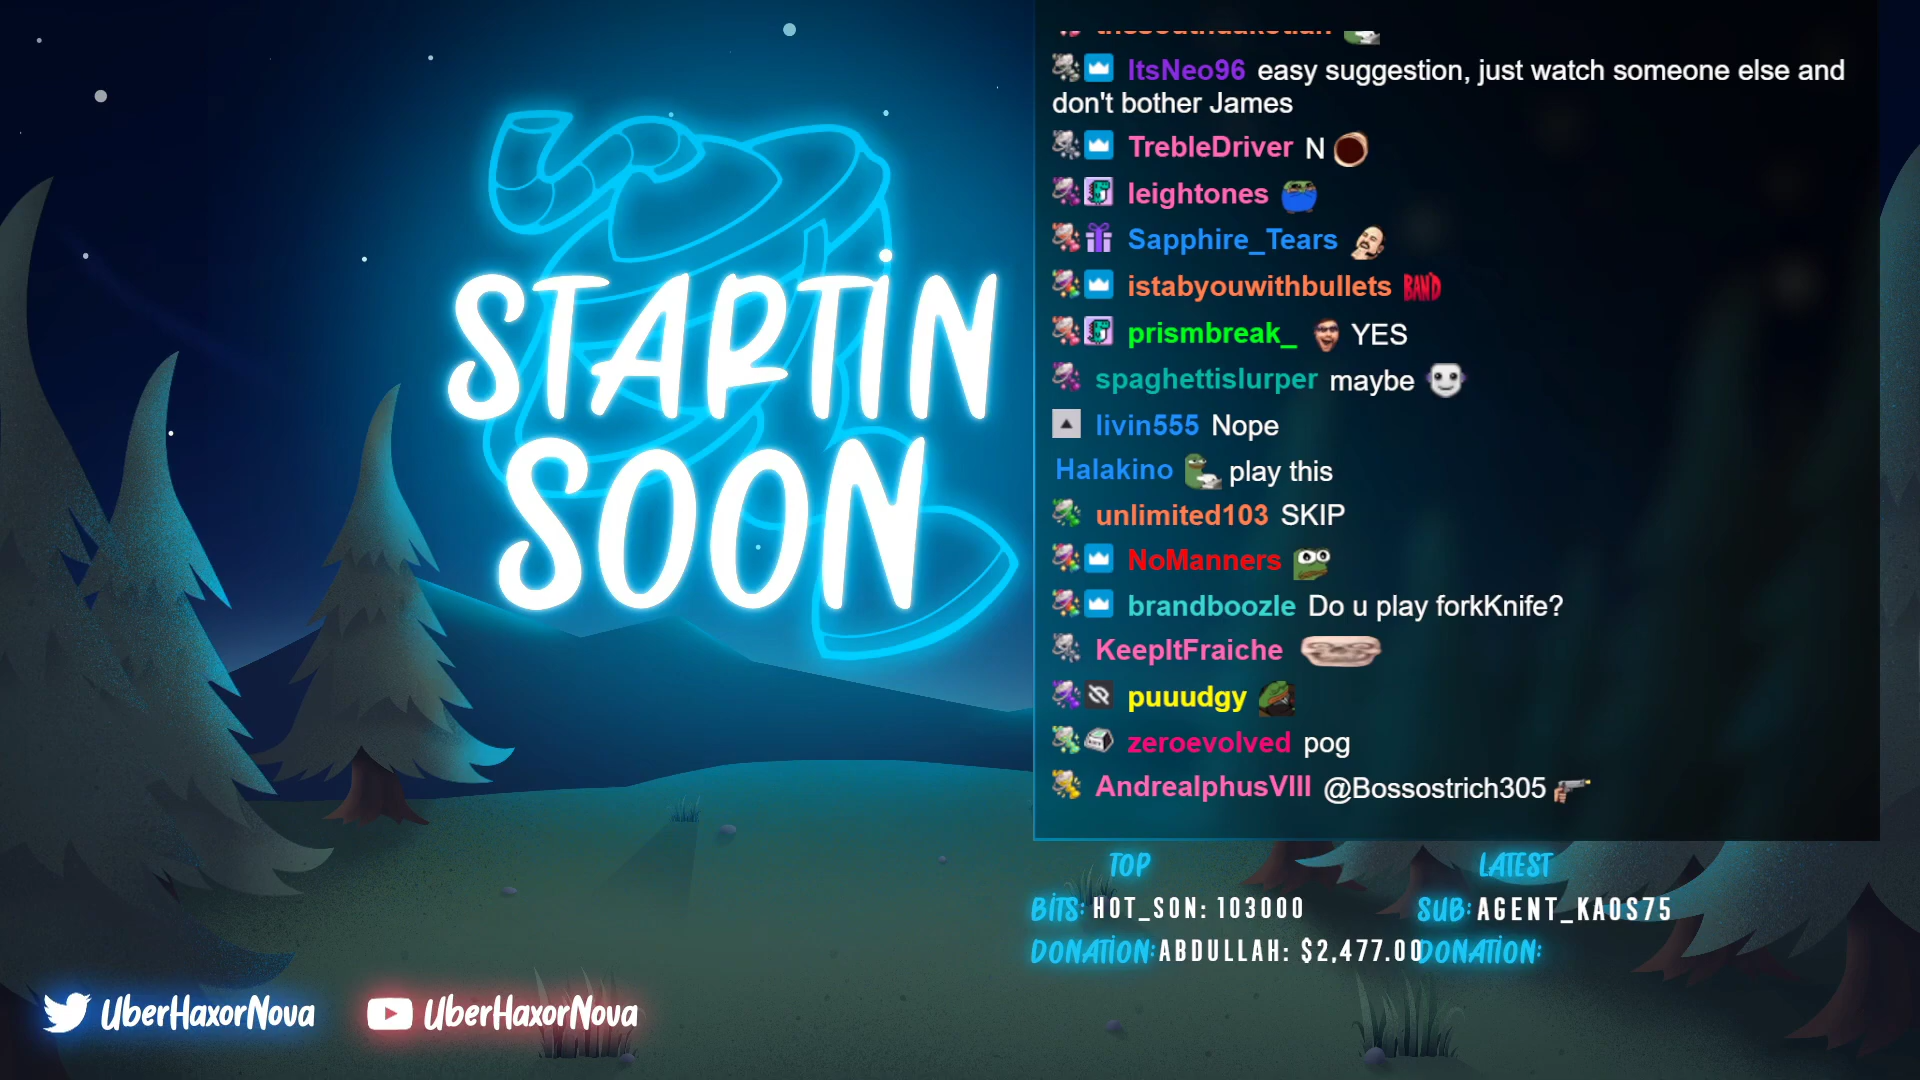 STARTIN
SOON
ItsNeo96 easy suggestion, just watch someone else and
don't bother James
TrebleDriver N
leightones
Sapphire_Tears
istabyouwithbullets BAND
prismbreak_ YES
spaghettislurper maybe
livin555 Nope
Halakino play this
unlimited103 SKIP
NoManners
brandboozle Do u play forkKnife?
KeepItFraiche
puuudgy
zeroevolved pog
AndrealphusVIII @Bossostrich305
TOP
BITS: HOT_SON: 103000
DONATION: ABDULLAH: $2,477.00
LATEST
SUB: AGENT_KAOS75
DONATION:
UberHaxorNova
UberHaxorNova